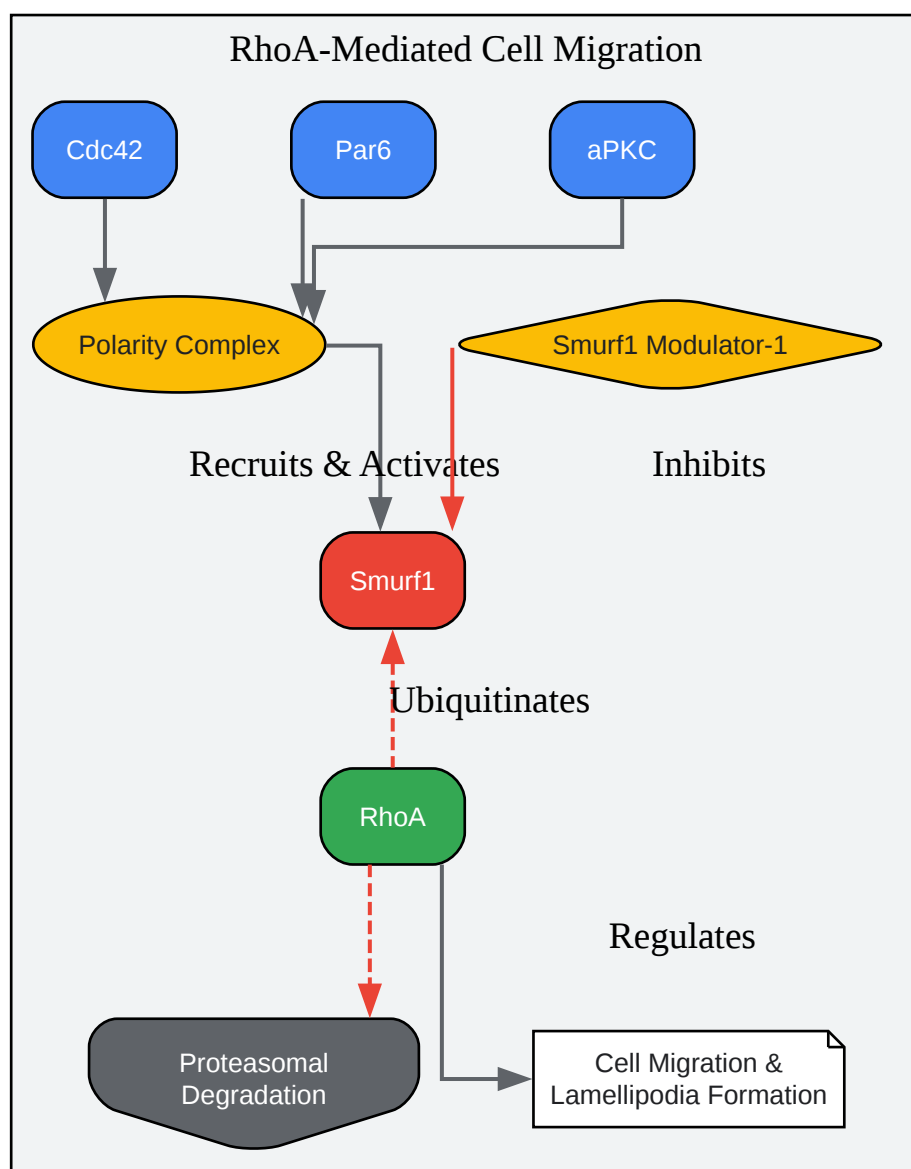 RhoA-Mediated Cell Migration
Cdc42
Par6
aPKC
Polarity Complex
Smurf1 Modulator-1
Recruits & Activates
Inhibits
Smurf1
Ubiquitinates
RhoA
Regulates
Proteasomal
Degradation
Cell Migration &
Lamellipodia Formation